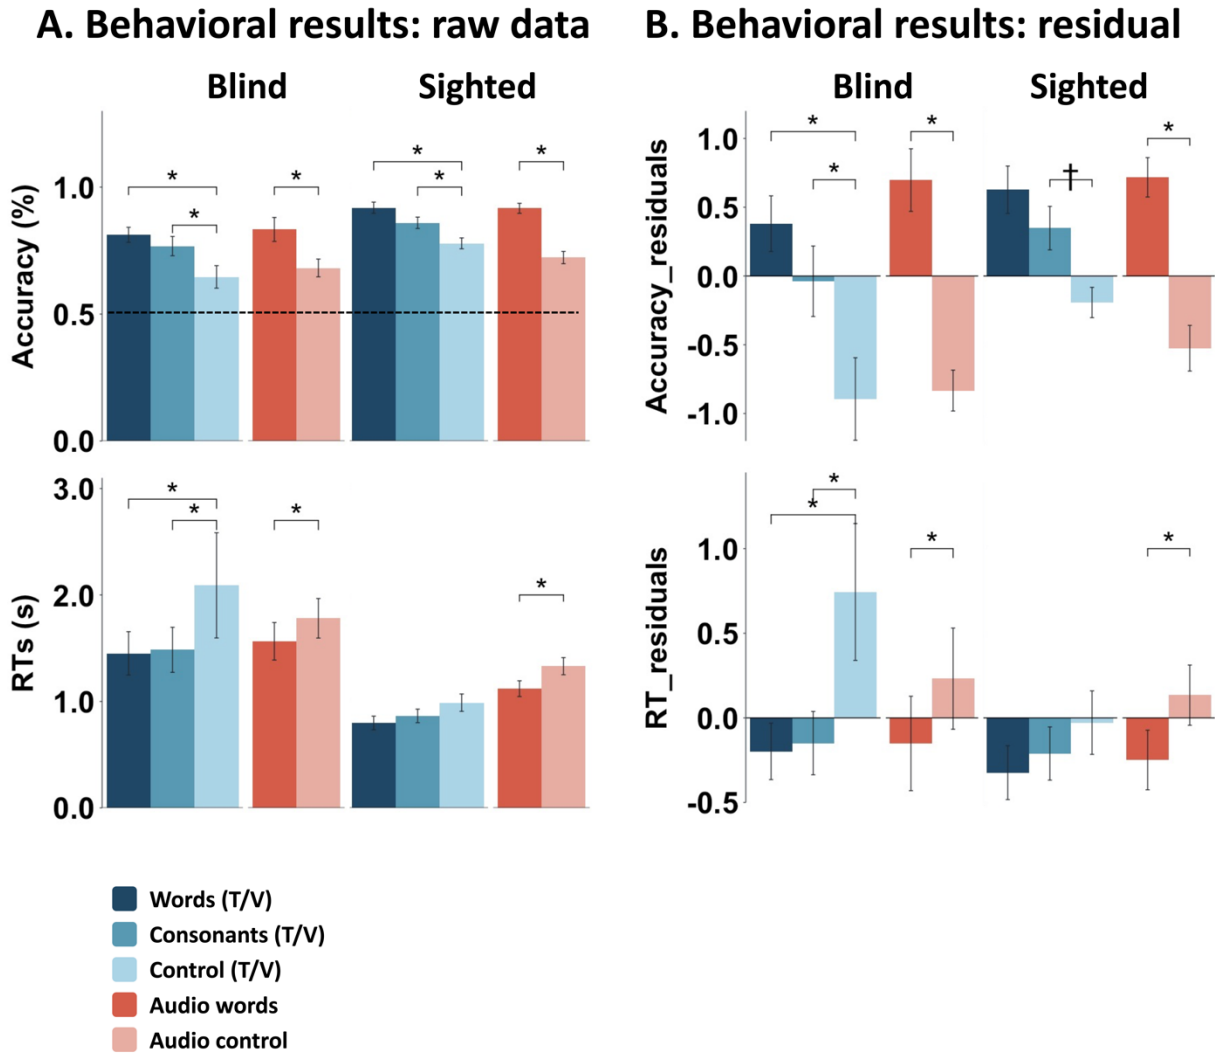 A. Behavioral results: raw data
Blind
Sighted
Accuracy (%)
1.0
0.5
0.0
* * * * * *
RTs (s)
3.0
2.0
1.0
0.0
* * * *
B. Behavioral results: residual
Blind
Sighted
Accuracy_residuals
1.0
0.5
0.0
-0.5
-1.0
* * * † *
RT_residuals
1.0
0.5
0.0
-0.5
* * * *
Words (T/V)
Consonants (T/V)
Control (T/V)
Audio words
Audio control